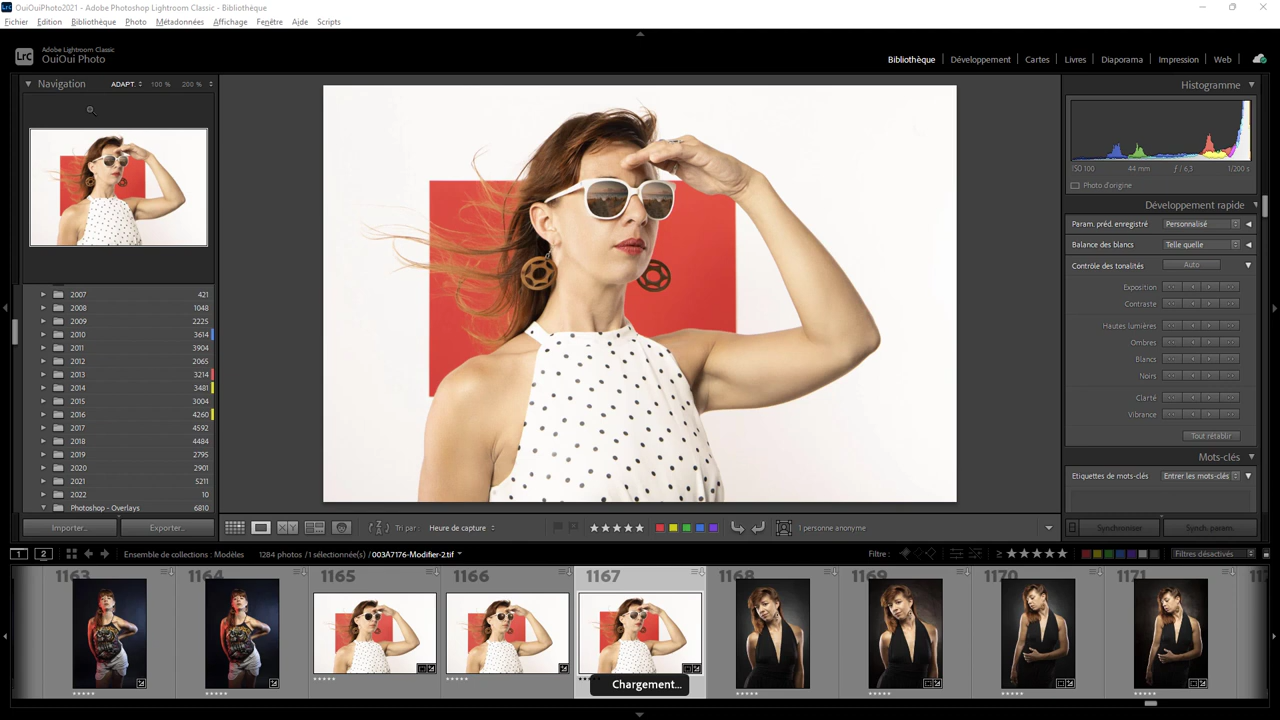 OuiOuiPhoto2021 - Adobe Photoshop Lightroom Classic - Bibliothèque
Fichier Édition Bibliothèque Photo Métadonnées Affichage Fenêtre Aide Scripts
Lrc
Adobe Lightroom Classic
OuiOui Photo
Bibliothèque Développement Cartes Livres Diaporama Impression Web
Navigation ADAPT. 100 % 200 %
2007 421
2008 1048
2009 2225
2010 3614
2011 3904
2012 2065
2013 3214
2014 3481
2015 3004
2016 4260
2017 4592
2018 4484
2019 2795
2020 2901
2021 5211
2022 10
Photoshop - Overlays 6810
Importer... Exporter...
Histogramme
ISO 100 44 mm ƒ / 6,3 1/200 s
Photo d'origine
Développement rapide
Param. préd. enregistré Personnalisé
Balance des blancs Telle quelle
Contrôle des tonalités Auto
Exposition
Contraste
Hautes lumières
Ombres
Blancs
Noirs
Clarté
Vibrance
Tout rétablir
Mots-clés
Etiquettes de mots-clés Entrer les mots-clés
Synchroniser Synch. param.
Tri par : Heure de capture
1 personne anonyme
1 2 Ensemble de collections : Modèles 1284 photos / 1 sélectionnée(s) / 003A7176-Modifier-2.tif
Filtre : Filtres désactivés
1163 1164 1165 1166 1167 1168 1169 1170 1171
Chargement...